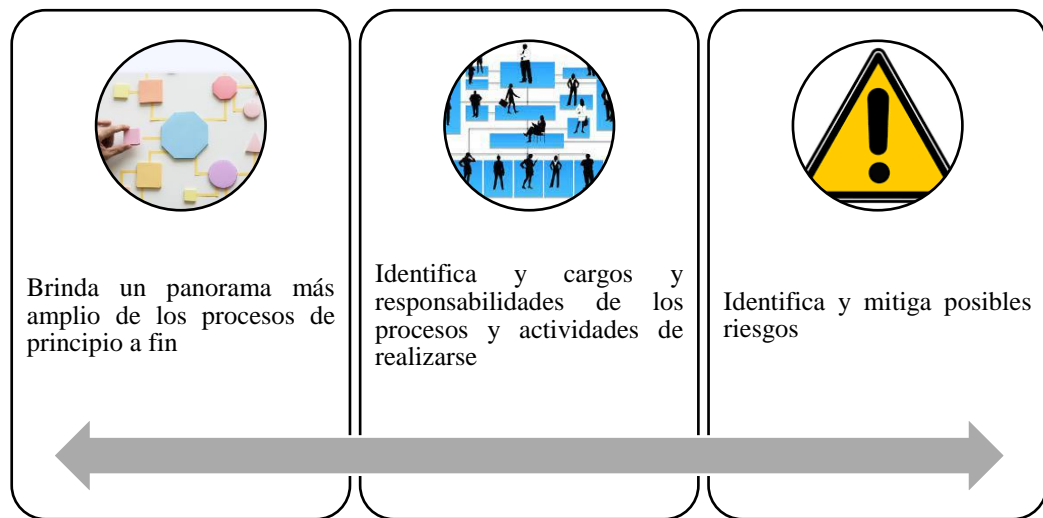 Brinda un panorama más
amplio de los procesos de
principio a fin
Identifica y cargos y
responsabilidades de los
procesos y actividades de
realizarse
Identifica y mitiga posibles
riesgos